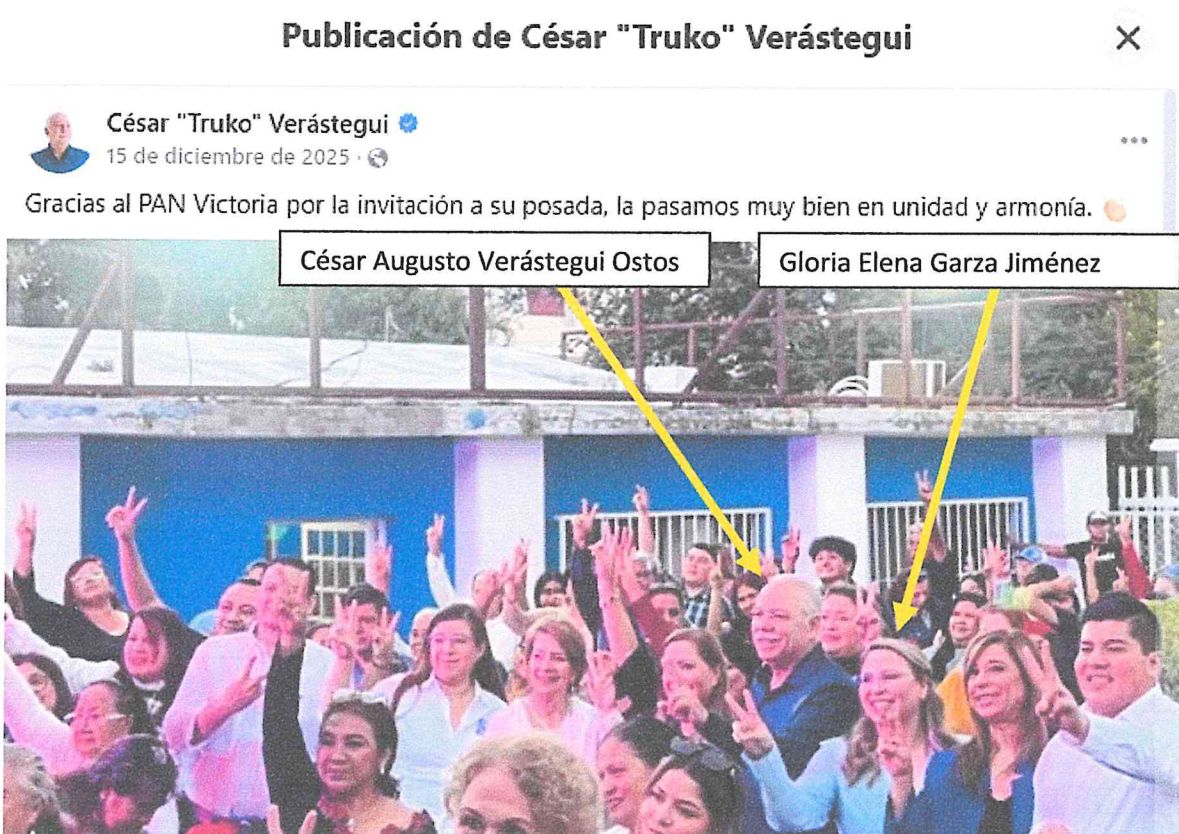 Publicación de César "Truko" Verástegui
César "Truko" Verástegui
15 de diciembre de 2025 ·
Gracias al PAN Victoria por la invitación a su posada, la pasamos muy bien en unidad y armonía.
César Augusto Verástegui Ostos
Gloria Elena Garza Jiménez